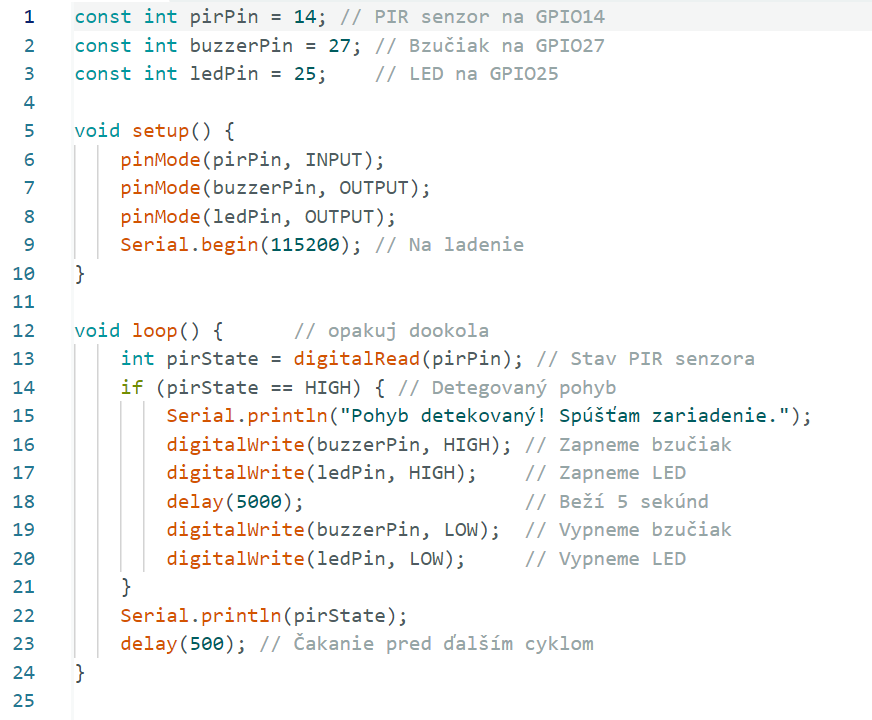 1 const int pirPin = 14; // PIR senzor na GPIO14
2 const int buzzerPin = 27; // Bzučiak na GPIO27
3 const int ledPin = 25;    // LED na GPIO25
4
5 void setup() {
6     pinMode(pirPin, INPUT);
7     pinMode(buzzerPin, OUTPUT);
8     pinMode(ledPin, OUTPUT);
9     Serial.begin(115200); // Na ladenie
10 }
11
12 void loop() {      // opakuj dookola
13     int pirState = digitalRead(pirPin); // Stav PIR senzora
14     if (pirState == HIGH) { // Detegovaný pohyb
15         Serial.println("Pohyb detekovaný! Spúšťam zariadenie.");
16         digitalWrite(buzzerPin, HIGH); // Zapneme bzučiak
17         digitalWrite(ledPin, HIGH);    // Zapneme LED
18         delay(5000);                   // Beží 5 sekúnd
19         digitalWrite(buzzerPin, LOW);  // Vypneme bzučiak
20         digitalWrite(ledPin, LOW);     // Vypneme LED
21     }
22     Serial.println(pirState);
23     delay(500); // Čakanie pred ďalším cyklom
24 }
25